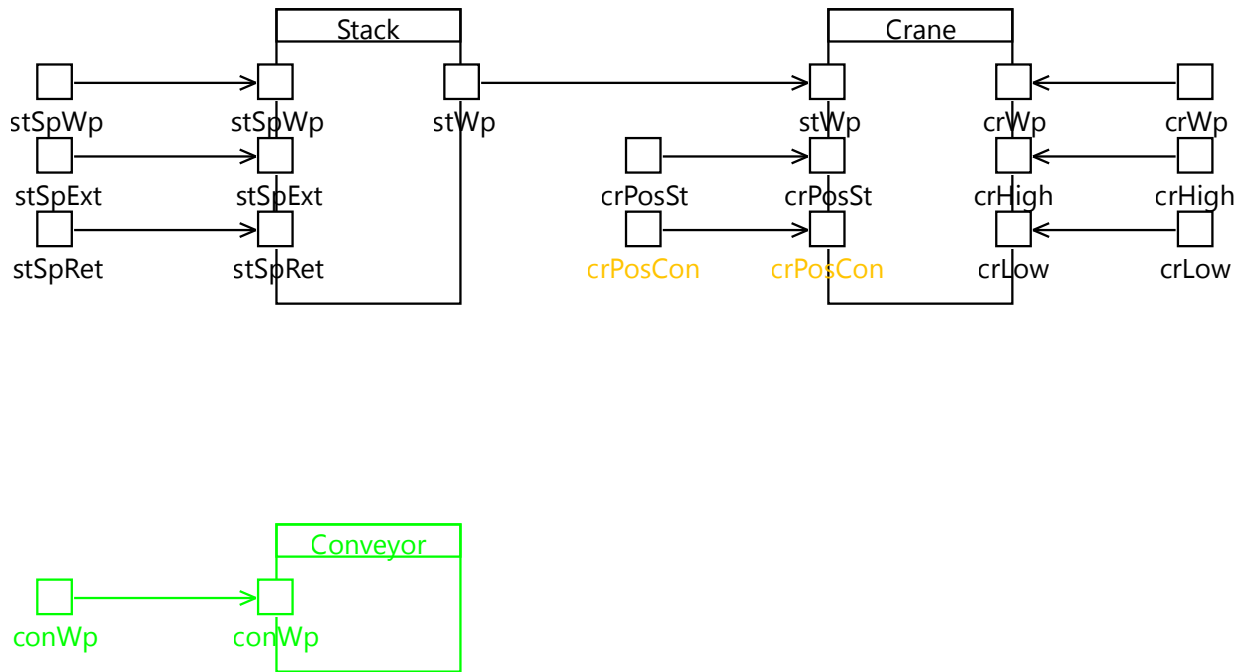 Stack Crane
stSpWp stSpWp stWp stWp crWp crWp
stSpExt stSpExt crPosSt crPosSt crHigh crHigh
stSpRet stSpRet crPosCon crPosCon crLow crLow
Conveyor
conWp conWp